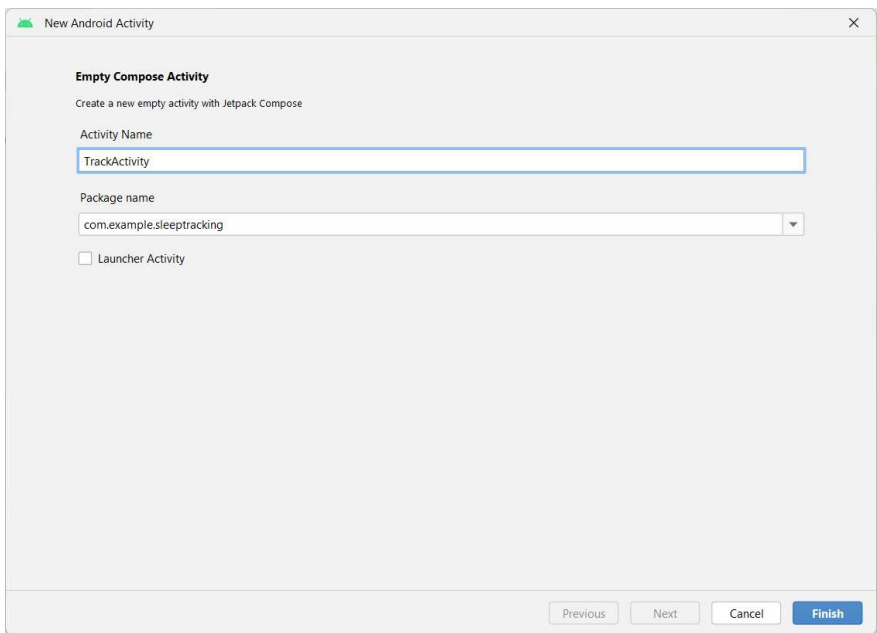 New Android Activity
Empty Compose Activity
Create a new empty activity with Jetpack Compose
Activity Name
TrackActivity
Package name
com.example.sleeptracking
Launcher Activity
Previous Next Cancel Finish